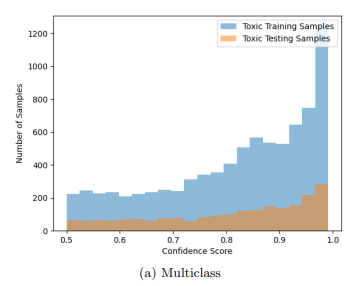 Toxic Training Samples
Toxic Testing Samples
1200
1000
800
600
400
200
0
Number of Samples
0.5 0.6 0.7 0.8 0.9 1.0
Confidence Score
(a) Multiclass